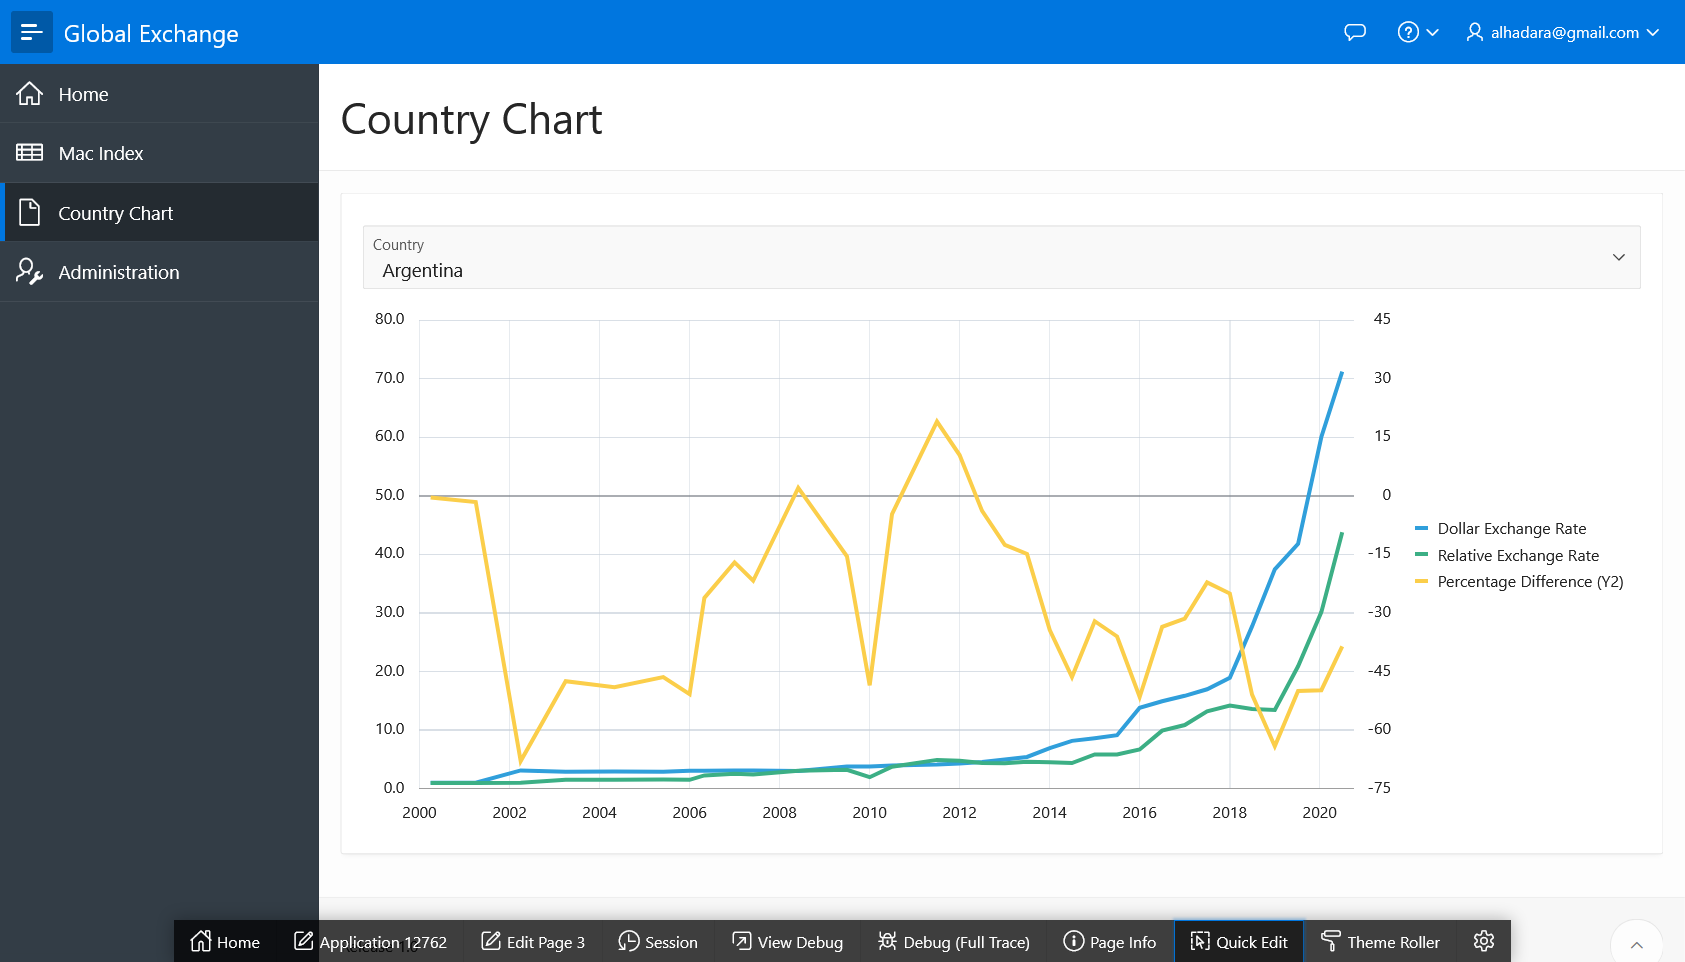 Global Exchange
alhadara@gmail.com
Home
Mac Index
Country Chart
Administration
Country Chart
Country
Argentina
80.0
70.0
60.0
50.0
40.0
30.0
20.0
10.0
0.0
45
30
15
0
-15
-30
-45
-60
-75
2000 2002 2004 2006 2008 2010 2012 2014 2016 2018 2020
Dollar Exchange Rate
Relative Exchange Rate
Percentage Difference (Y2)
Home Application 12762 Edit Page 3 Session View Debug Debug (Full Trace) Page Info Quick Edit Theme Roller